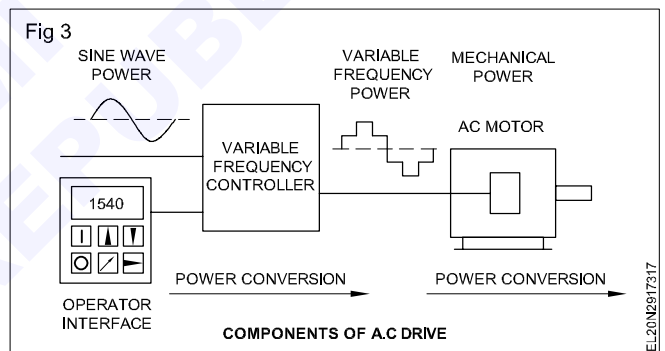 Fig 3
SINE WAVE
POWER
VARIABLE
FREQUENCY
POWER
MECHANICAL
POWER
AC MOTOR
VARIABLE
FREQUENCY
CONTROLLER
1540
OPERATOR
INTERFACE
POWER CONVERSION
POWER CONVERSION
COMPONENTS OF A.C DRIVE
EL20N2917317